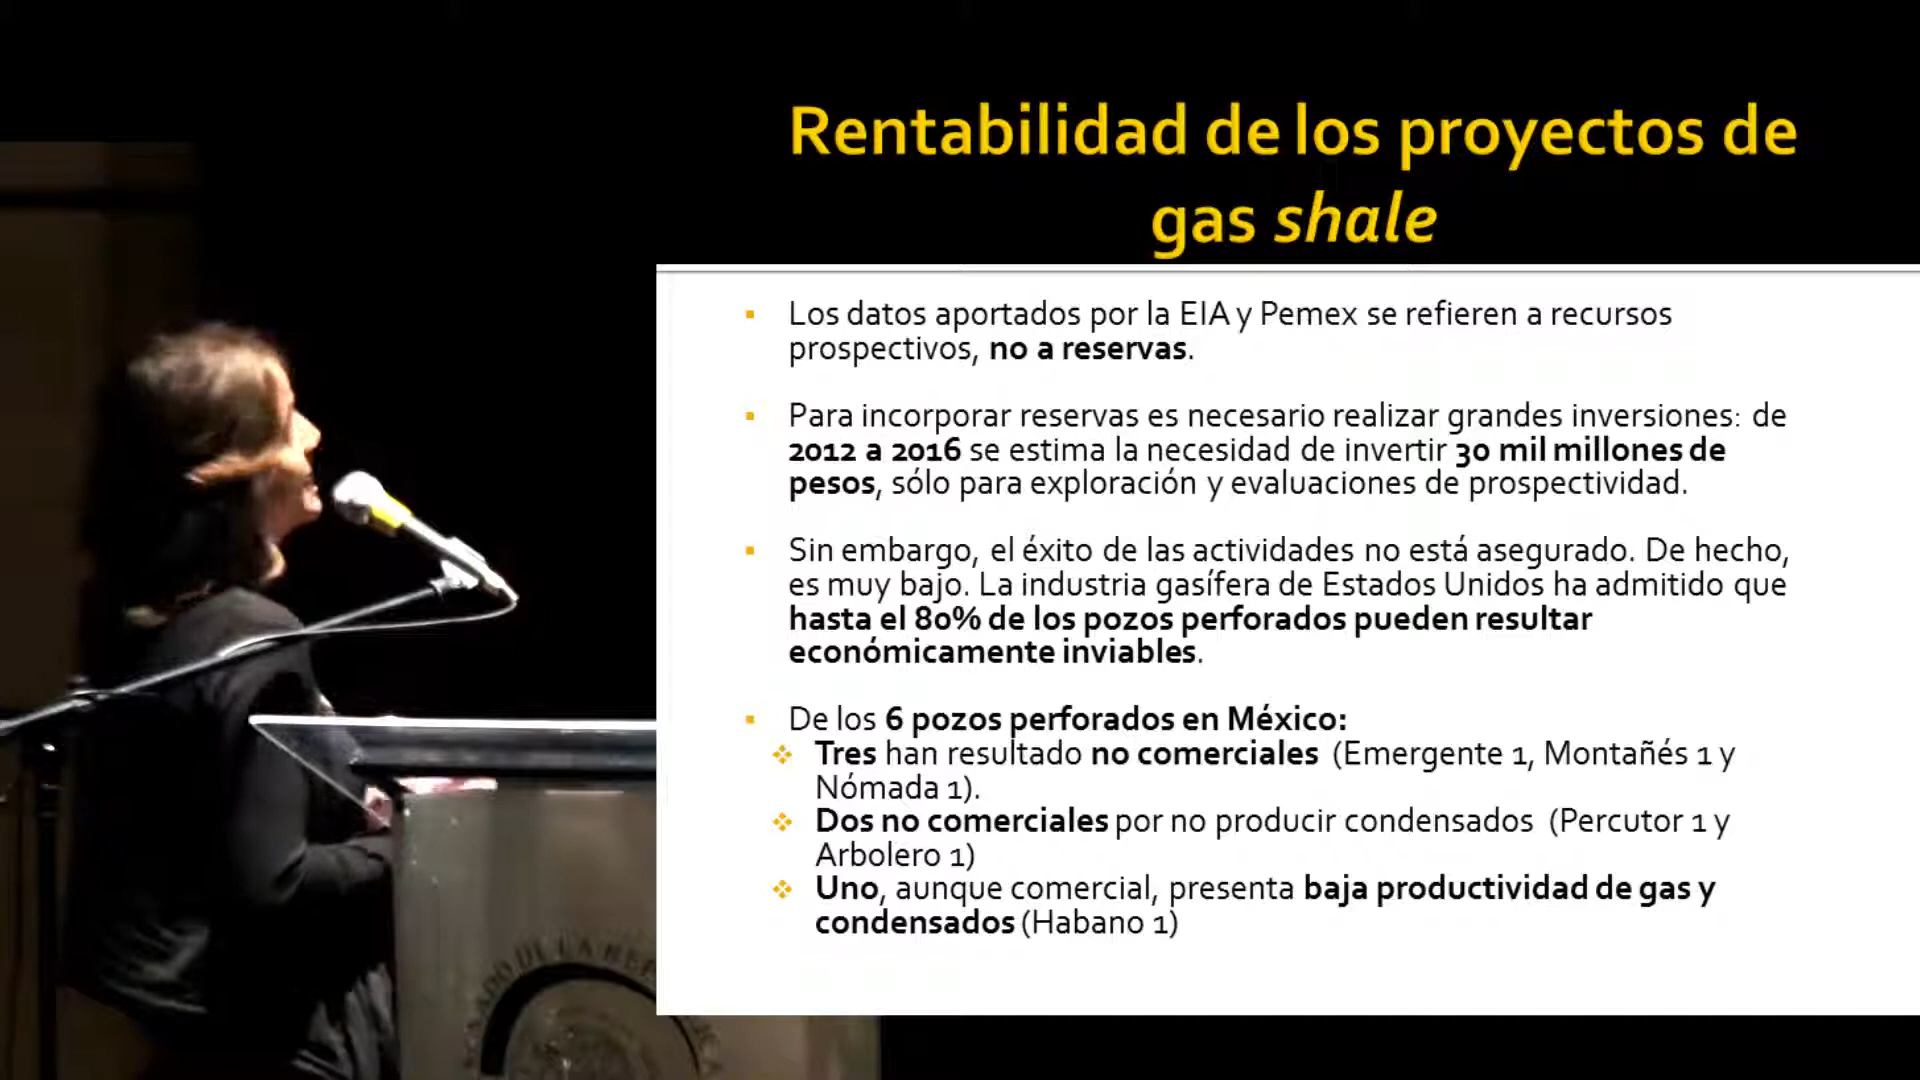 Rentabilidad de los proyectos de
gas shale
Los datos aportados por la EIA y Pemex se refieren a recursos
prospectivos, no a reservas.
Para incorporar reservas es necesario realizar grandes inversiones: de
2012 a 2016 se estima la necesidad de invertir 30 mil millones de
pesos, sólo para exploración y evaluaciones de prospectividad.
Sin embargo, el éxito de las actividades no está asegurado. De hecho,
es muy bajo. La industria gasífera de Estados Unidos ha admitido que
hasta el 80% de los pozos perforados pueden resultar
económicamente inviables.
De los 6 pozos perforados en México:
Tres han resultado no comerciales (Emergente 1, Montañés 1 y
Nómada 1).
Dos no comerciales por no producir condensados (Percutor 1 y
Arbolero 1)
Uno, aunque comercial, presenta baja productividad de gas y
condensados (Habano 1)
DE LA